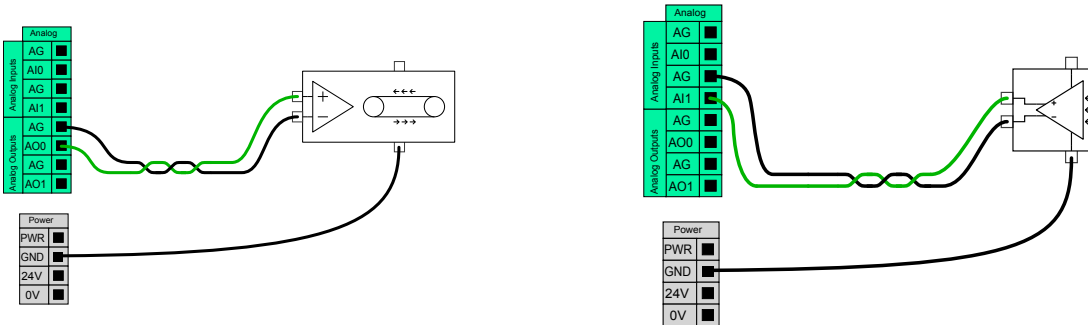 Analog
Analog Inputs
AG
AI0
AG
AI1
Analog Outputs
AG
AO0
AG
AO1
Power
PWR
GND
24V
0V
+
−
Analog
Analog Inputs
AG
AI0
AG
AI1
Analog Outputs
AG
AO0
AG
AO1
Power
PWR
GND
24V
0V
+
−